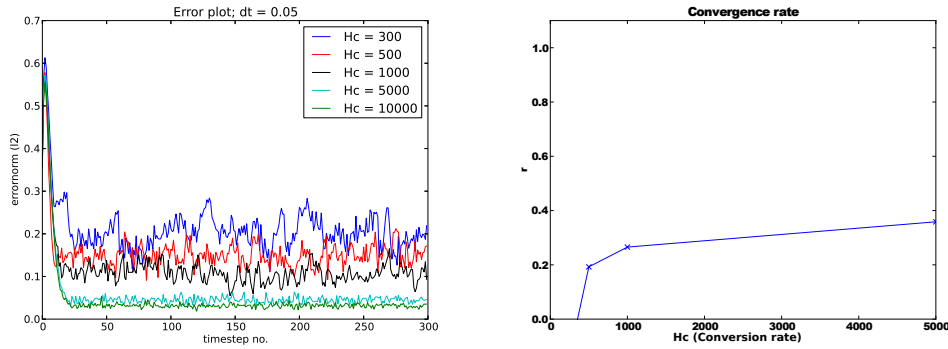 Error plot; dt = 0.05
errornorm (l2)
0.7
0.6
0.5
0.4
0.3
0.2
0.1
0.0
Hc = 300
Hc = 500
Hc = 1000
Hc = 5000
Hc = 10000
0 50 100 150 200 250 300
timestep no.
Convergence rate
r
1.0
0.8
0.6
0.4
0.2
0.0
0 1000 2000 3000 4000 5000
Hc (Conversion rate)